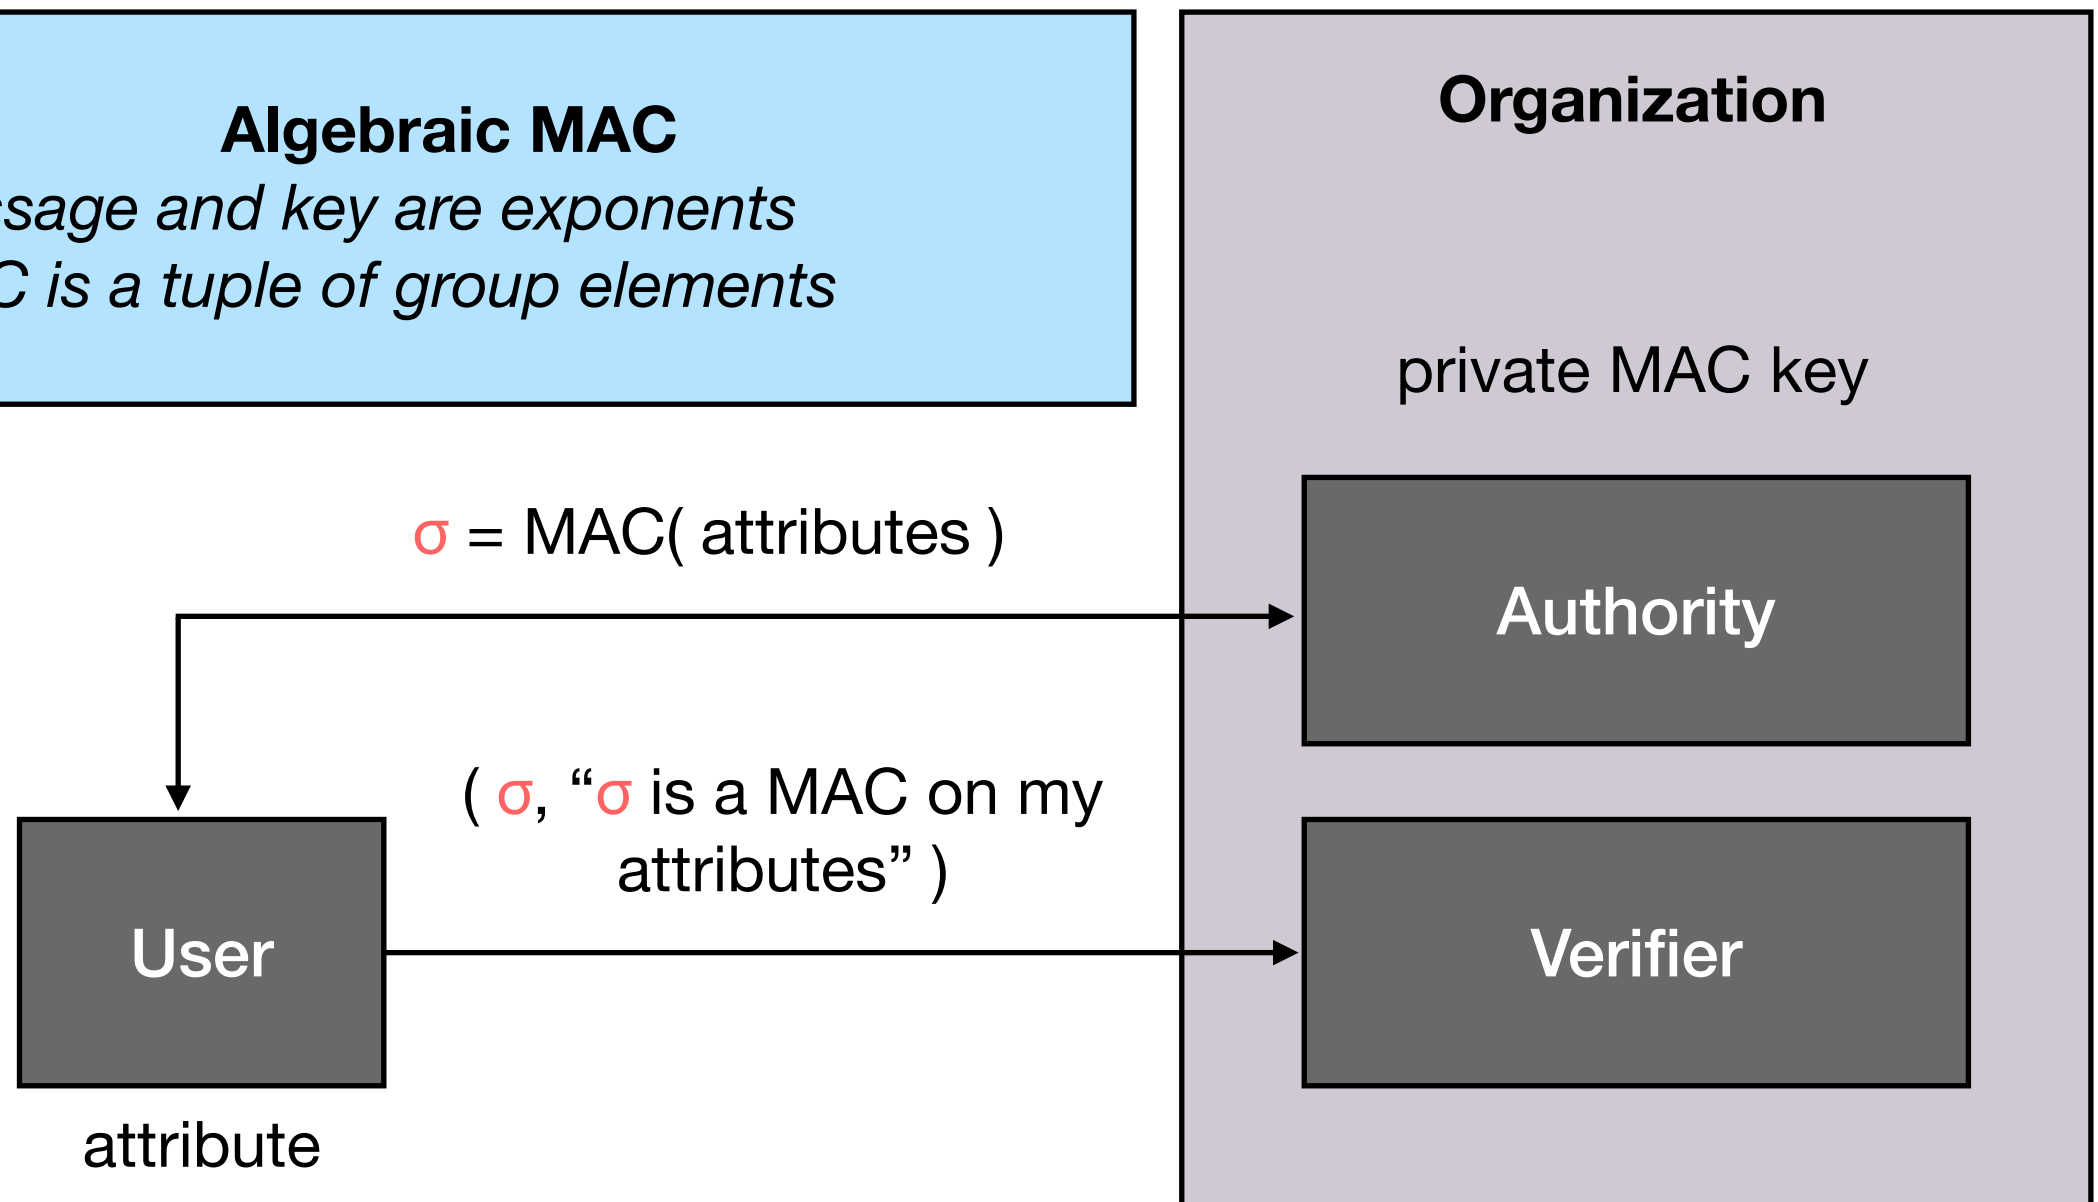 Algebraic MAC
ssage and key are exponents
C is a tuple of group elements
Organization
private MAC key
σ = MAC( attributes )
Authority
( σ, “σ is a MAC on my
attributes” )
User
Verifier
attribute